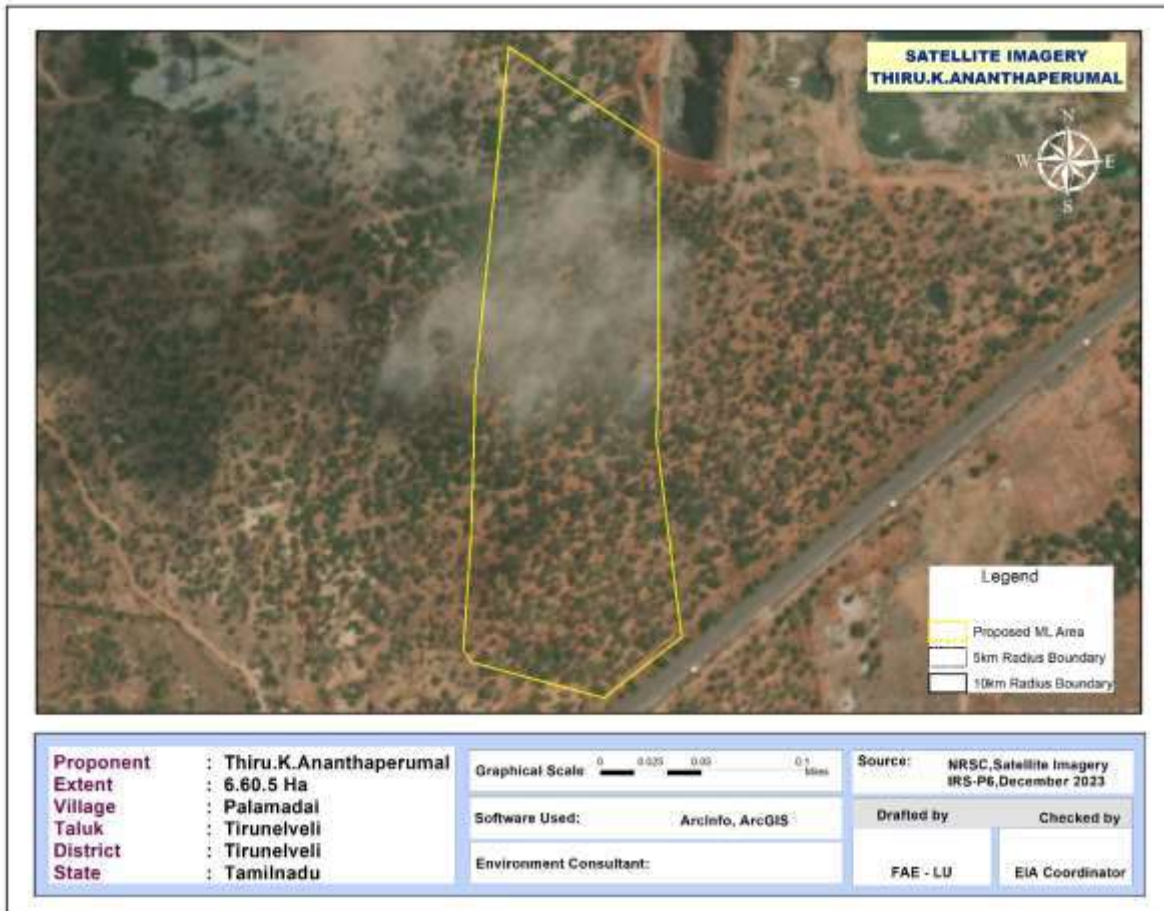 SATELLITE IMAGERY
THIRU.K.ANANTHAPERUMAL
N
W E
S
Legend
Proposed ML Area
5km Radius Boundary
10km Radius Boundary
Proponent : Thiru.K.Ananthaperumal
Extent : 6.60.5 Ha
Village : Palamadai
Taluk : Tirunelveli
District : Tirunelveli
State : Tamilnadu
Graphical Scale 0 0.025 0.05 0.1
Miles
Software Used: ArcInfo, ArcGIS
Environment Consultant:
Source: NRSC,Satellite Imagery
IRS-P6,December 2023
Drafted by Checked by
FAE - LU EIA Coordinator